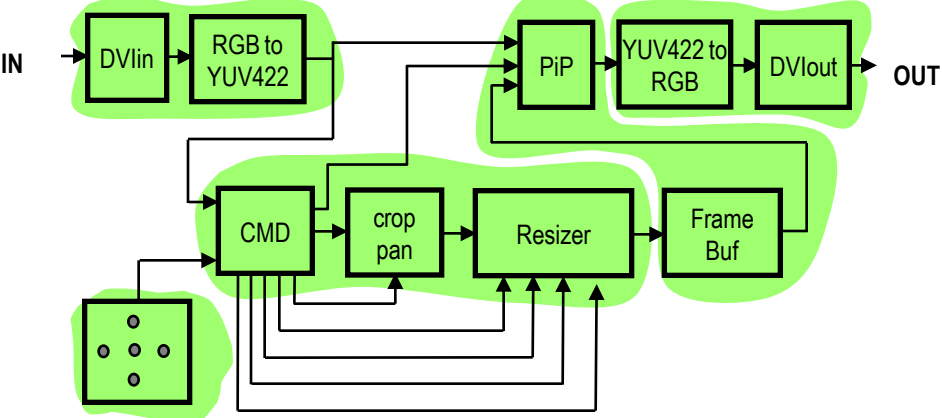 IN
DVIin
RGB to
YUV422
PiP
YUV422 to
RGB
DVIout
OUT
CMD
crop
pan
Resizer
Frame
Buf